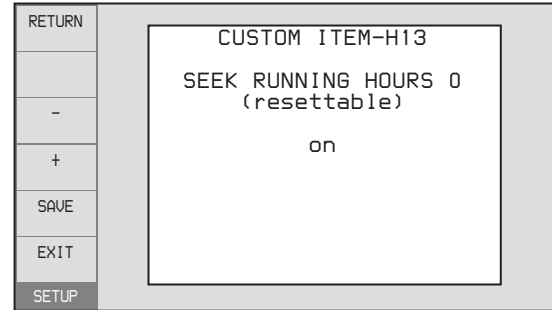 RETURN
-
+
SAVE
EXIT
SETUP
CUSTOM ITEM-H13
SEEK RUNNING HOURS 0
(resettable)
on